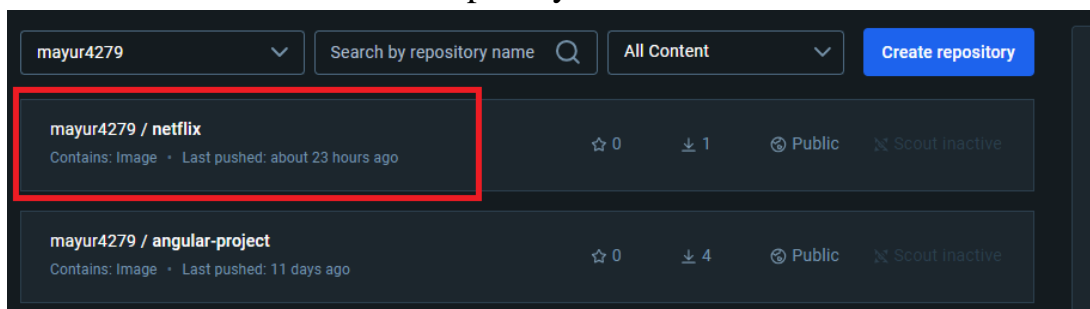 mayur4279
Search by repository name
All Content
Create repository
mayur4279 / netflix
Contains: Image • Last pushed: about 23 hours ago
0
1
Public
Scout inactive
mayur4279 / angular-project
Contains: Image • Last pushed: 11 days ago
0
4
Public
Scout inactive